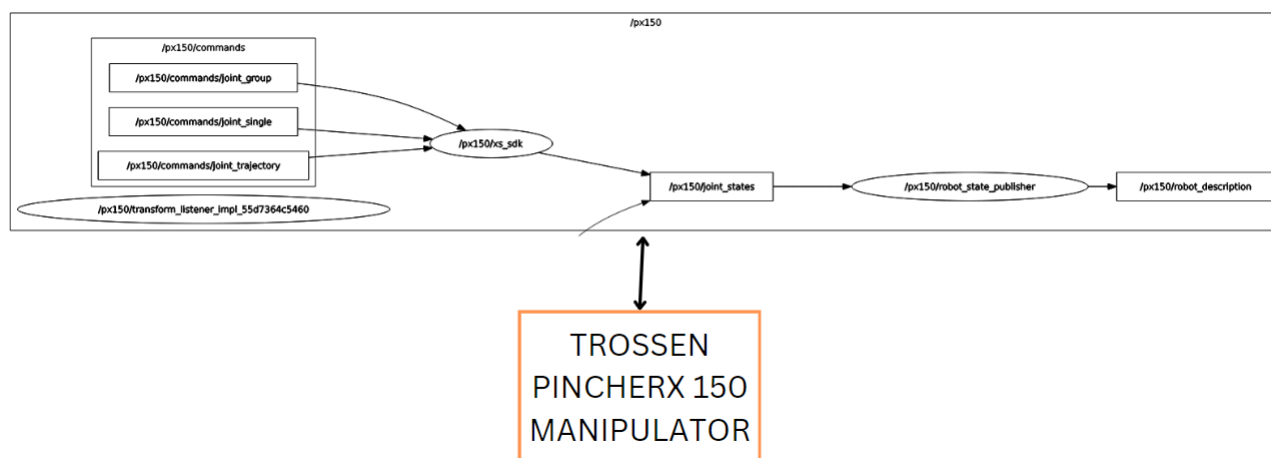 /px150
/px150/commands
/px150/commands/joint_group
/px150/commands/joint_single
/px150/commands/joint_trajectory
/px150/transform_listener_impl_55d7364c5460
/px150/xs_sdk
/px150/joint_states
/px150/robot_state_publisher
/px150/robot_description
TROSSEN
PINCHERX 150
MANIPULATOR